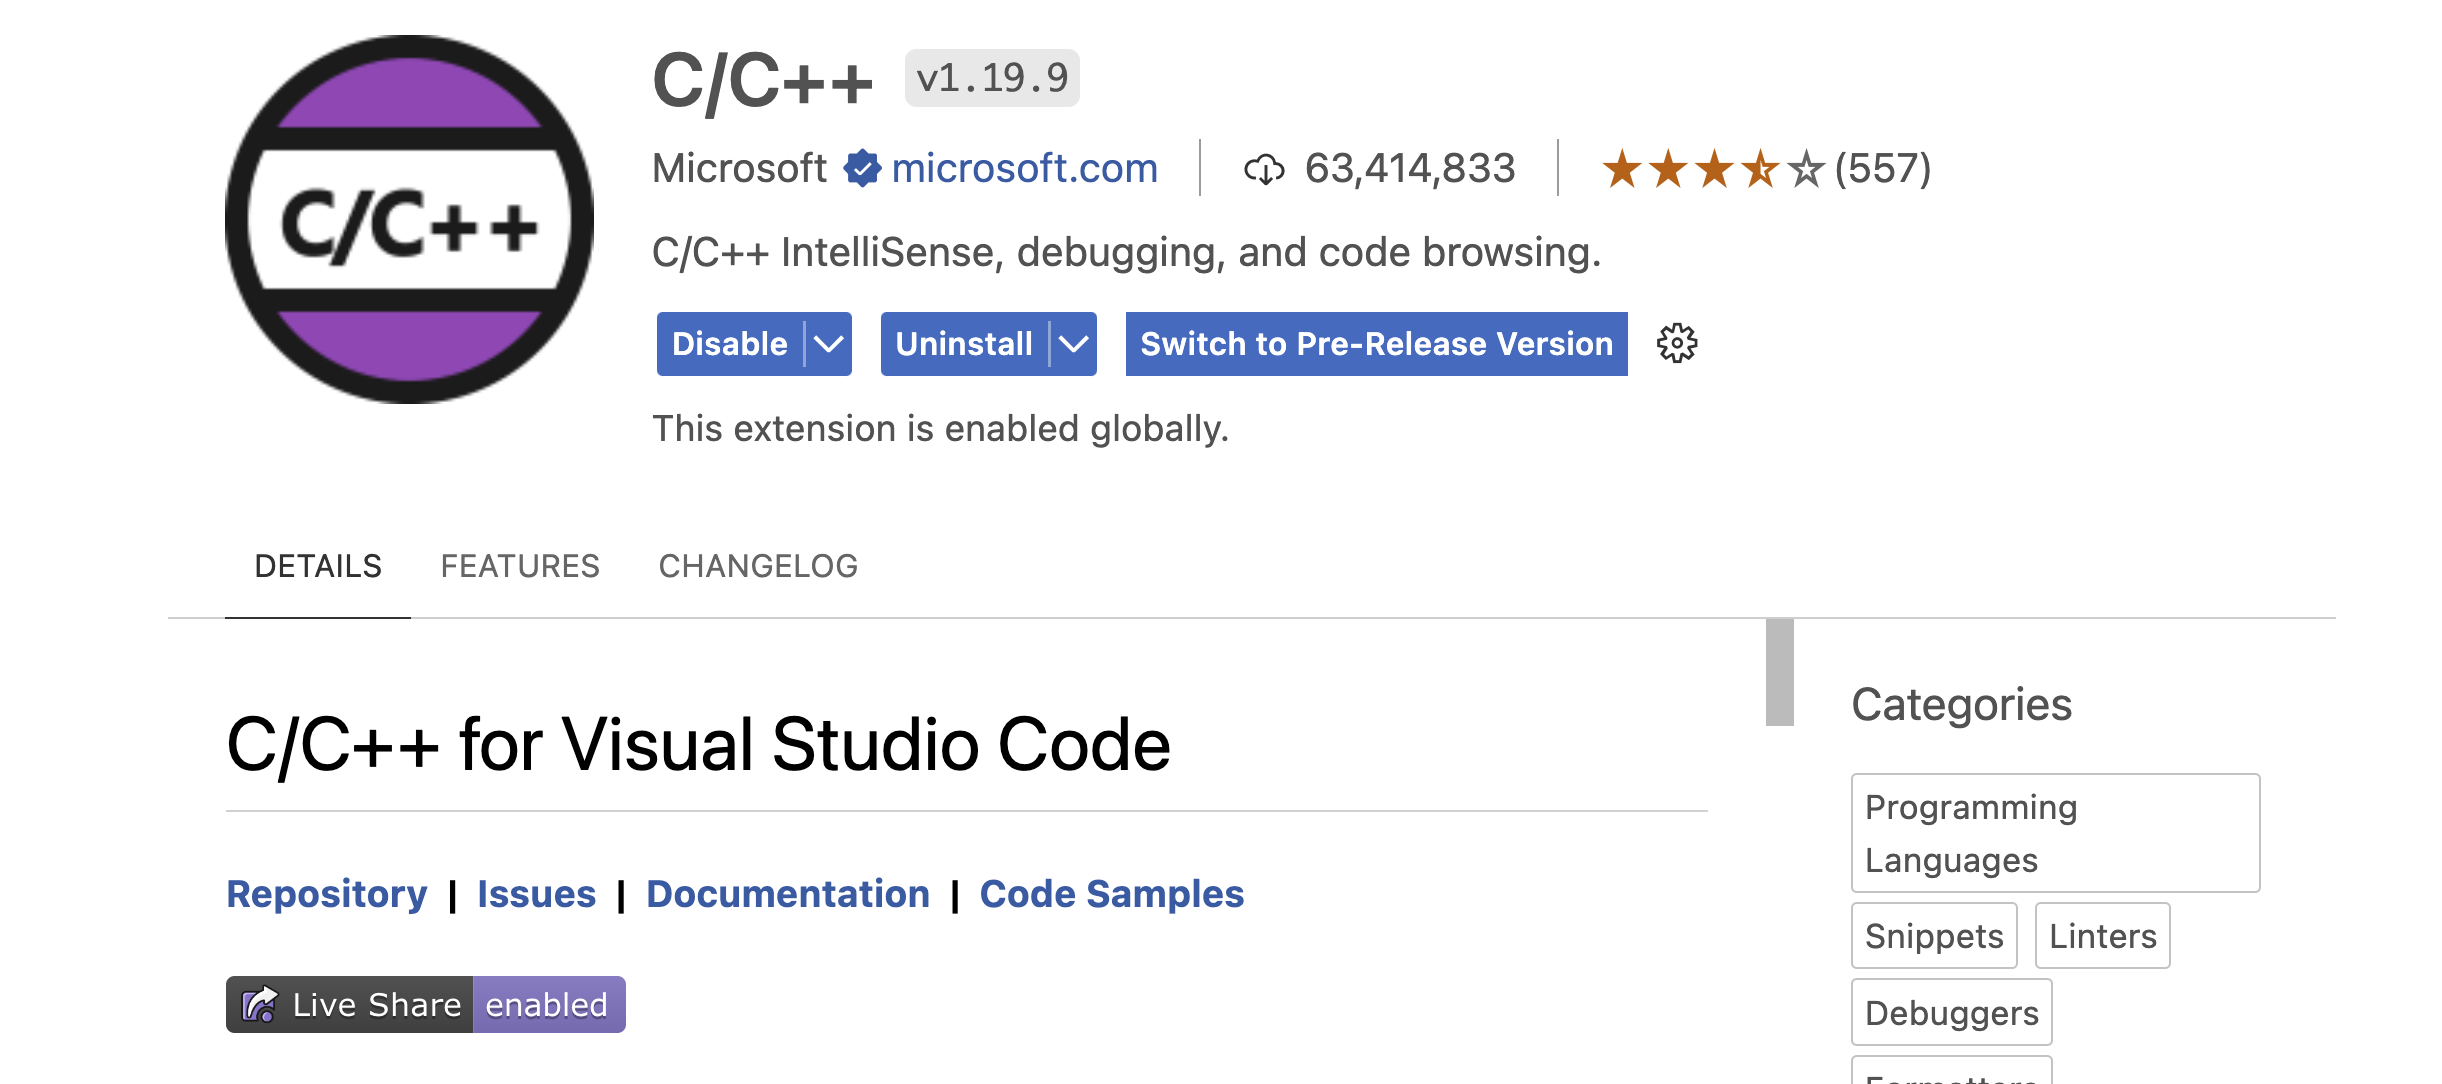 C/C++
C/C++ v1.19.9
Microsoft microsoft.com 63,414,833 (557)
C/C++ IntelliSense, debugging, and code browsing.
Disable Uninstall Switch to Pre-Release Version
This extension is enabled globally.
DETAILS FEATURES CHANGELOG
C/C++ for Visual Studio Code
Repository | Issues | Documentation | Code Samples
Live Share enabled
Categories
Programming
Languages
Snippets Linters
Debuggers
Formatters